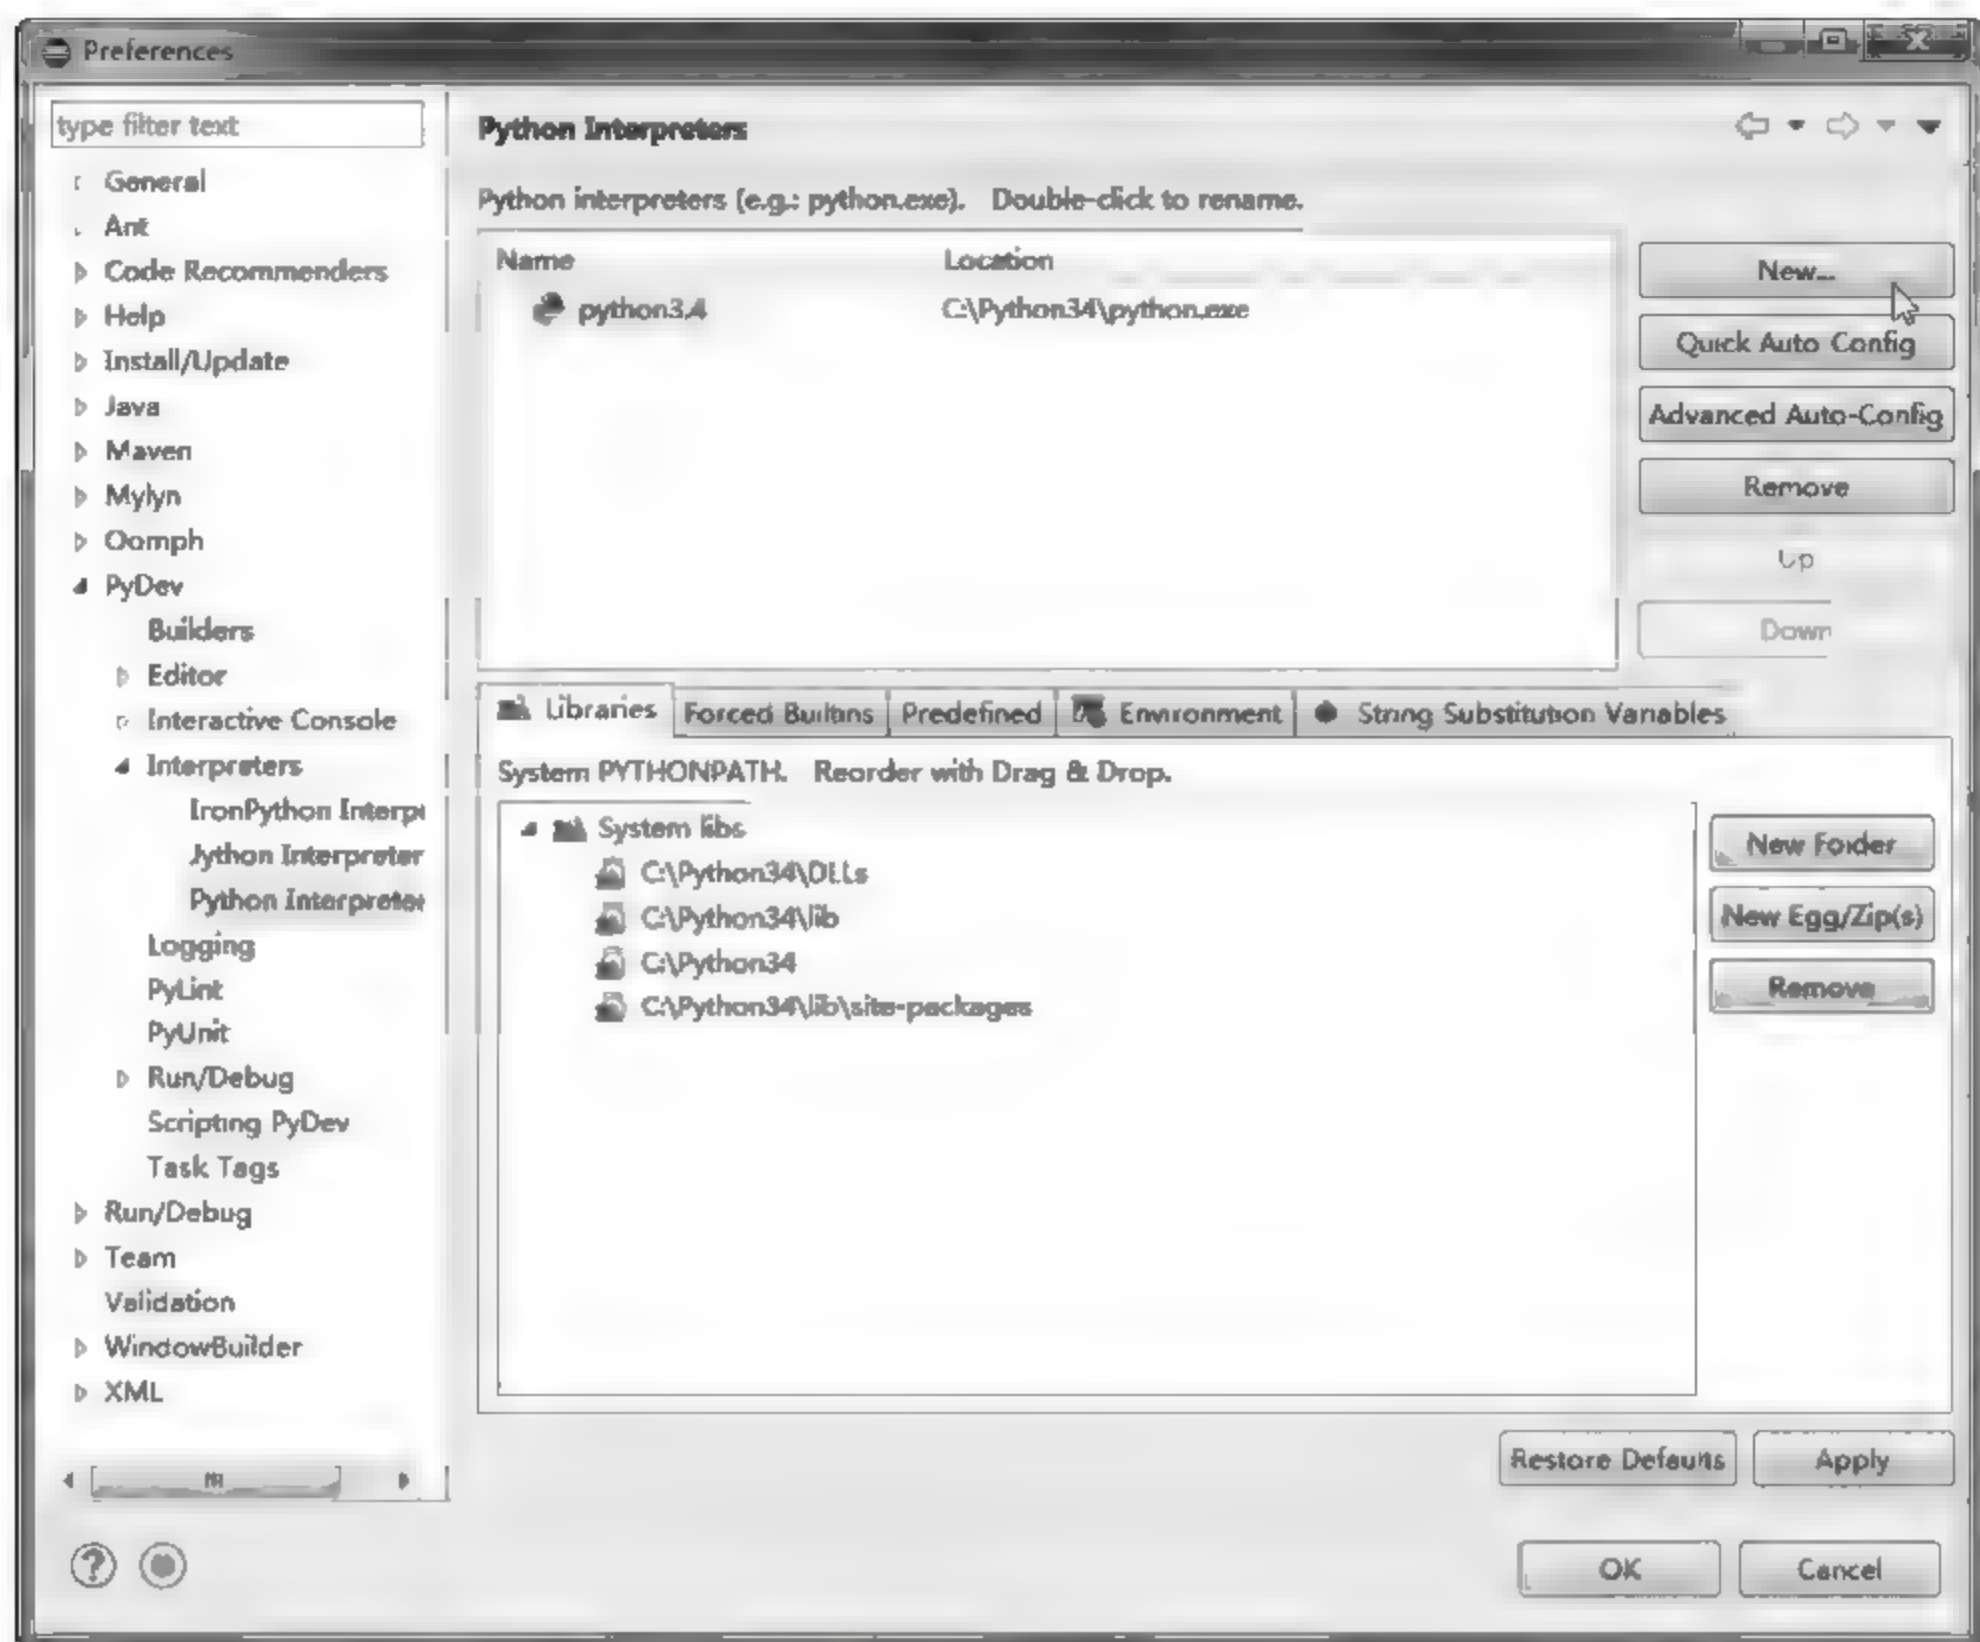 Preferences
type filter text
General
Ant
Code Recommenders
Help
Install/Update
Java
Maven
Mylyn
Oomph
PyDev
Builders
Editor
Interactive Console
Interpreters
IronPython Interpr
Jython Interpreter
Python Interpreter
Logging
PyLint
PyUnit
Run/Debug
Scripting PyDev
Task Tags
Run/Debug
Team
Validation
WindowBuilder
XML
Python Interpreters
Python interpreters (e.g.: python.exe).   Double-click to rename.
Name Location
python3.4 C:\Python34\python.exe
New...
Quick Auto Config
Advanced Auto-Config
Remove
Up
Down
Libraries Forced Builtins Predefined Environment String Substitution Variables
System PYTHONPATH.   Reorder with Drag & Drop.
System libs
C:\Python34\DLLs
C:\Python34\lib
C:\Python34
C:\Python34\lib\site-packages
New Folder
New Egg/Zip(s)
Remove
Restore Defaults Apply
OK Cancel